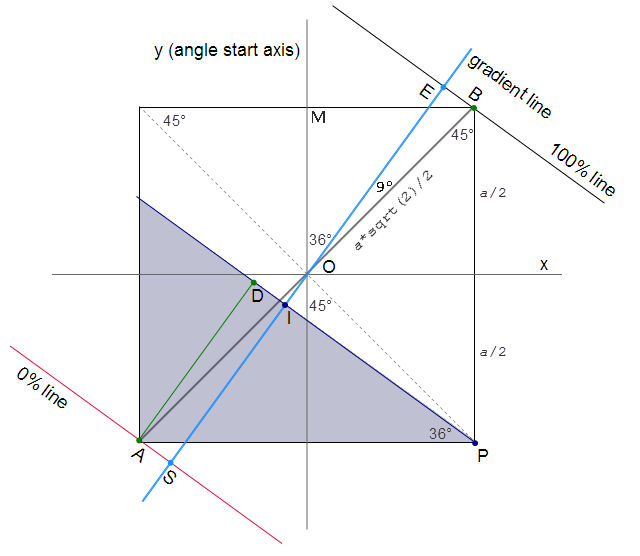 y (angle start axis)
E
B
gradient line
45°
M
45°
100% line
9°
a*sqrt(2)/2
a/2
36°
O
x
D
I
45°
a/2
0% line
36°
A
S
P